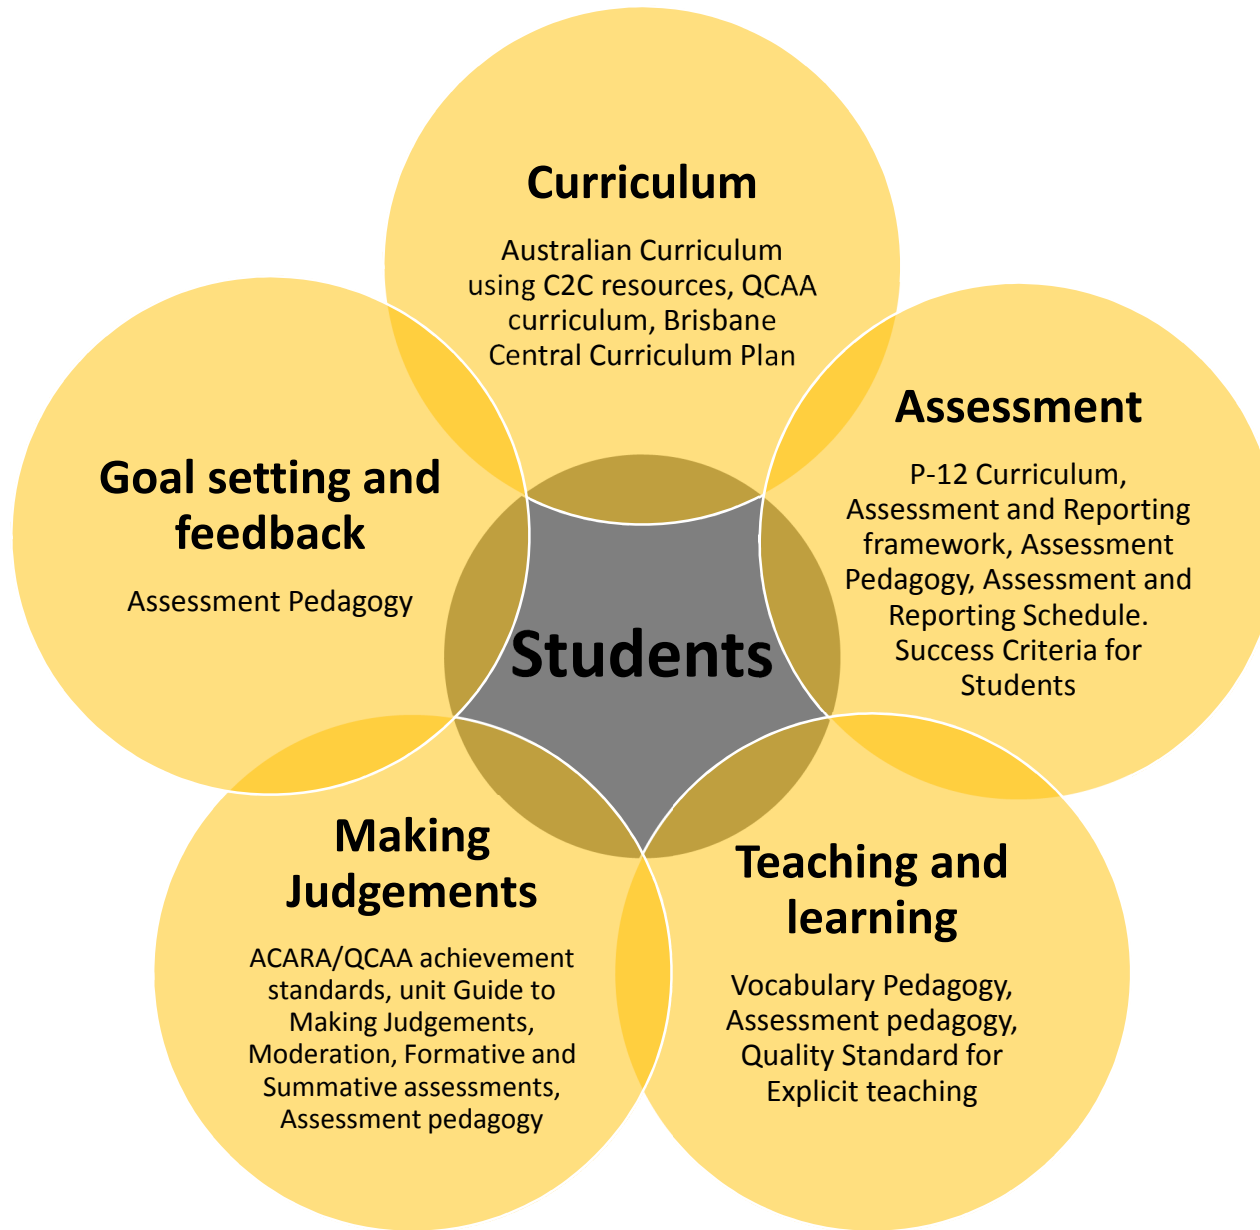 Curriculum
Australian Curriculum
using C2C resources, QCAA
curriculum, Brisbane
Central Curriculum Plan
Assessment
P-12 Curriculum,
Assessment and Reporting
framework, Assessment
Pedagogy, Assessment and
Reporting Schedule.
Success Criteria for
Students
Teaching and
learning
Vocabulary Pedagogy,
Assessment pedagogy,
Quality Standard for
Explicit teaching
Making
Judgements
ACARA/QCAA achievement
standards, unit Guide to
Making Judgements,
Moderation, Formative and
Summative assessments,
Assessment pedagogy
Goal setting and
feedback
Assessment Pedagogy
Students